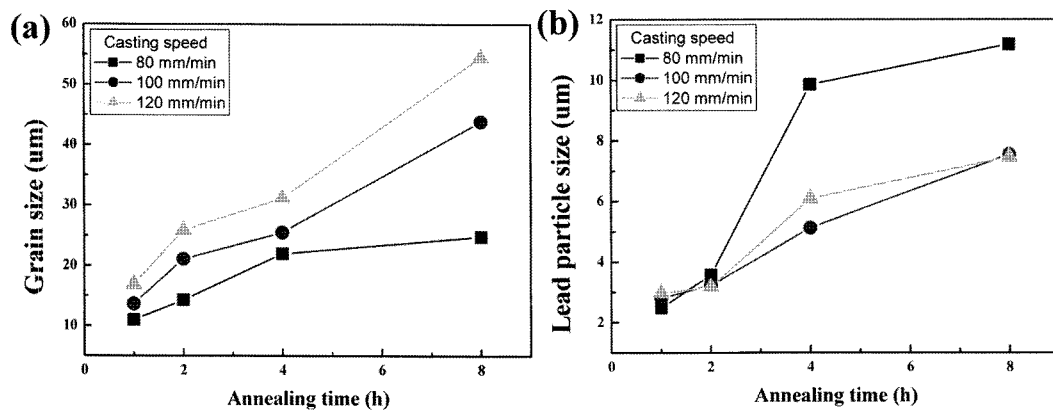 (a)
60
50
40
30
20
10
Grain size (um)
Casting speed
80 mm/min
100 mm/min
120 mm/min
0 2 4 6 8
Annealing time (h)
(b)
12
10
8
6
4
2
Lead particle size (um)
Casting speed
80 mm/min
100 mm/min
120 mm/min
0 2 4 6 8
Annealing time (h)